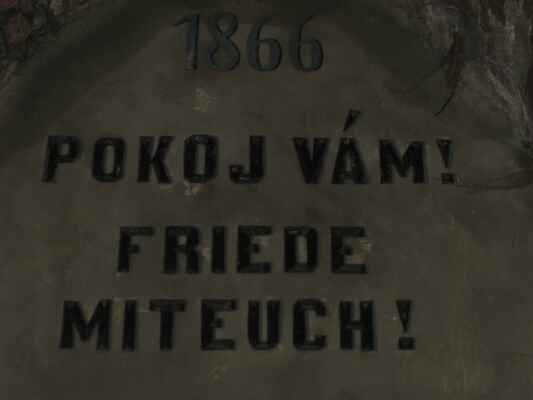 1866
POKOJ VÁM!
FRIEDE
MITEUCH!